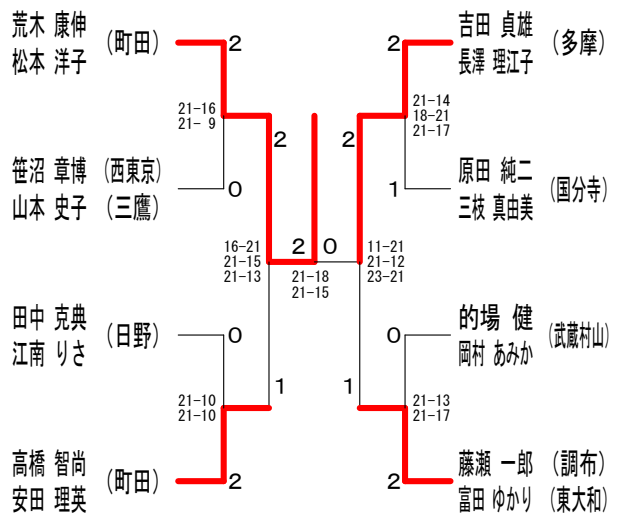 荒木 康伸
松本 洋子
(町田)
2
21-16
21- 9
笹沼 章博 (西東京)
山本 史子 (三鷹)
0
2
16-21
21-15
21-13
田中 克典
江南 りさ
(日野)
0
21-10
21-10
1
高橋 智尚
安田 理英
(町田)
2
2 0
21-18
21-15
吉田 貞雄
長澤 理江子
(多摩)
2
21-14
18-21
21-17
原田 純二
三枝 真由美
(国分寺)
1
2
11-21
21-12
23-21
的場 健
岡村 あみか
(武蔵村山)
0
21-13
21-17
1
藤瀬 一郎 (調布)
富田 ゆかり (東大和)
2